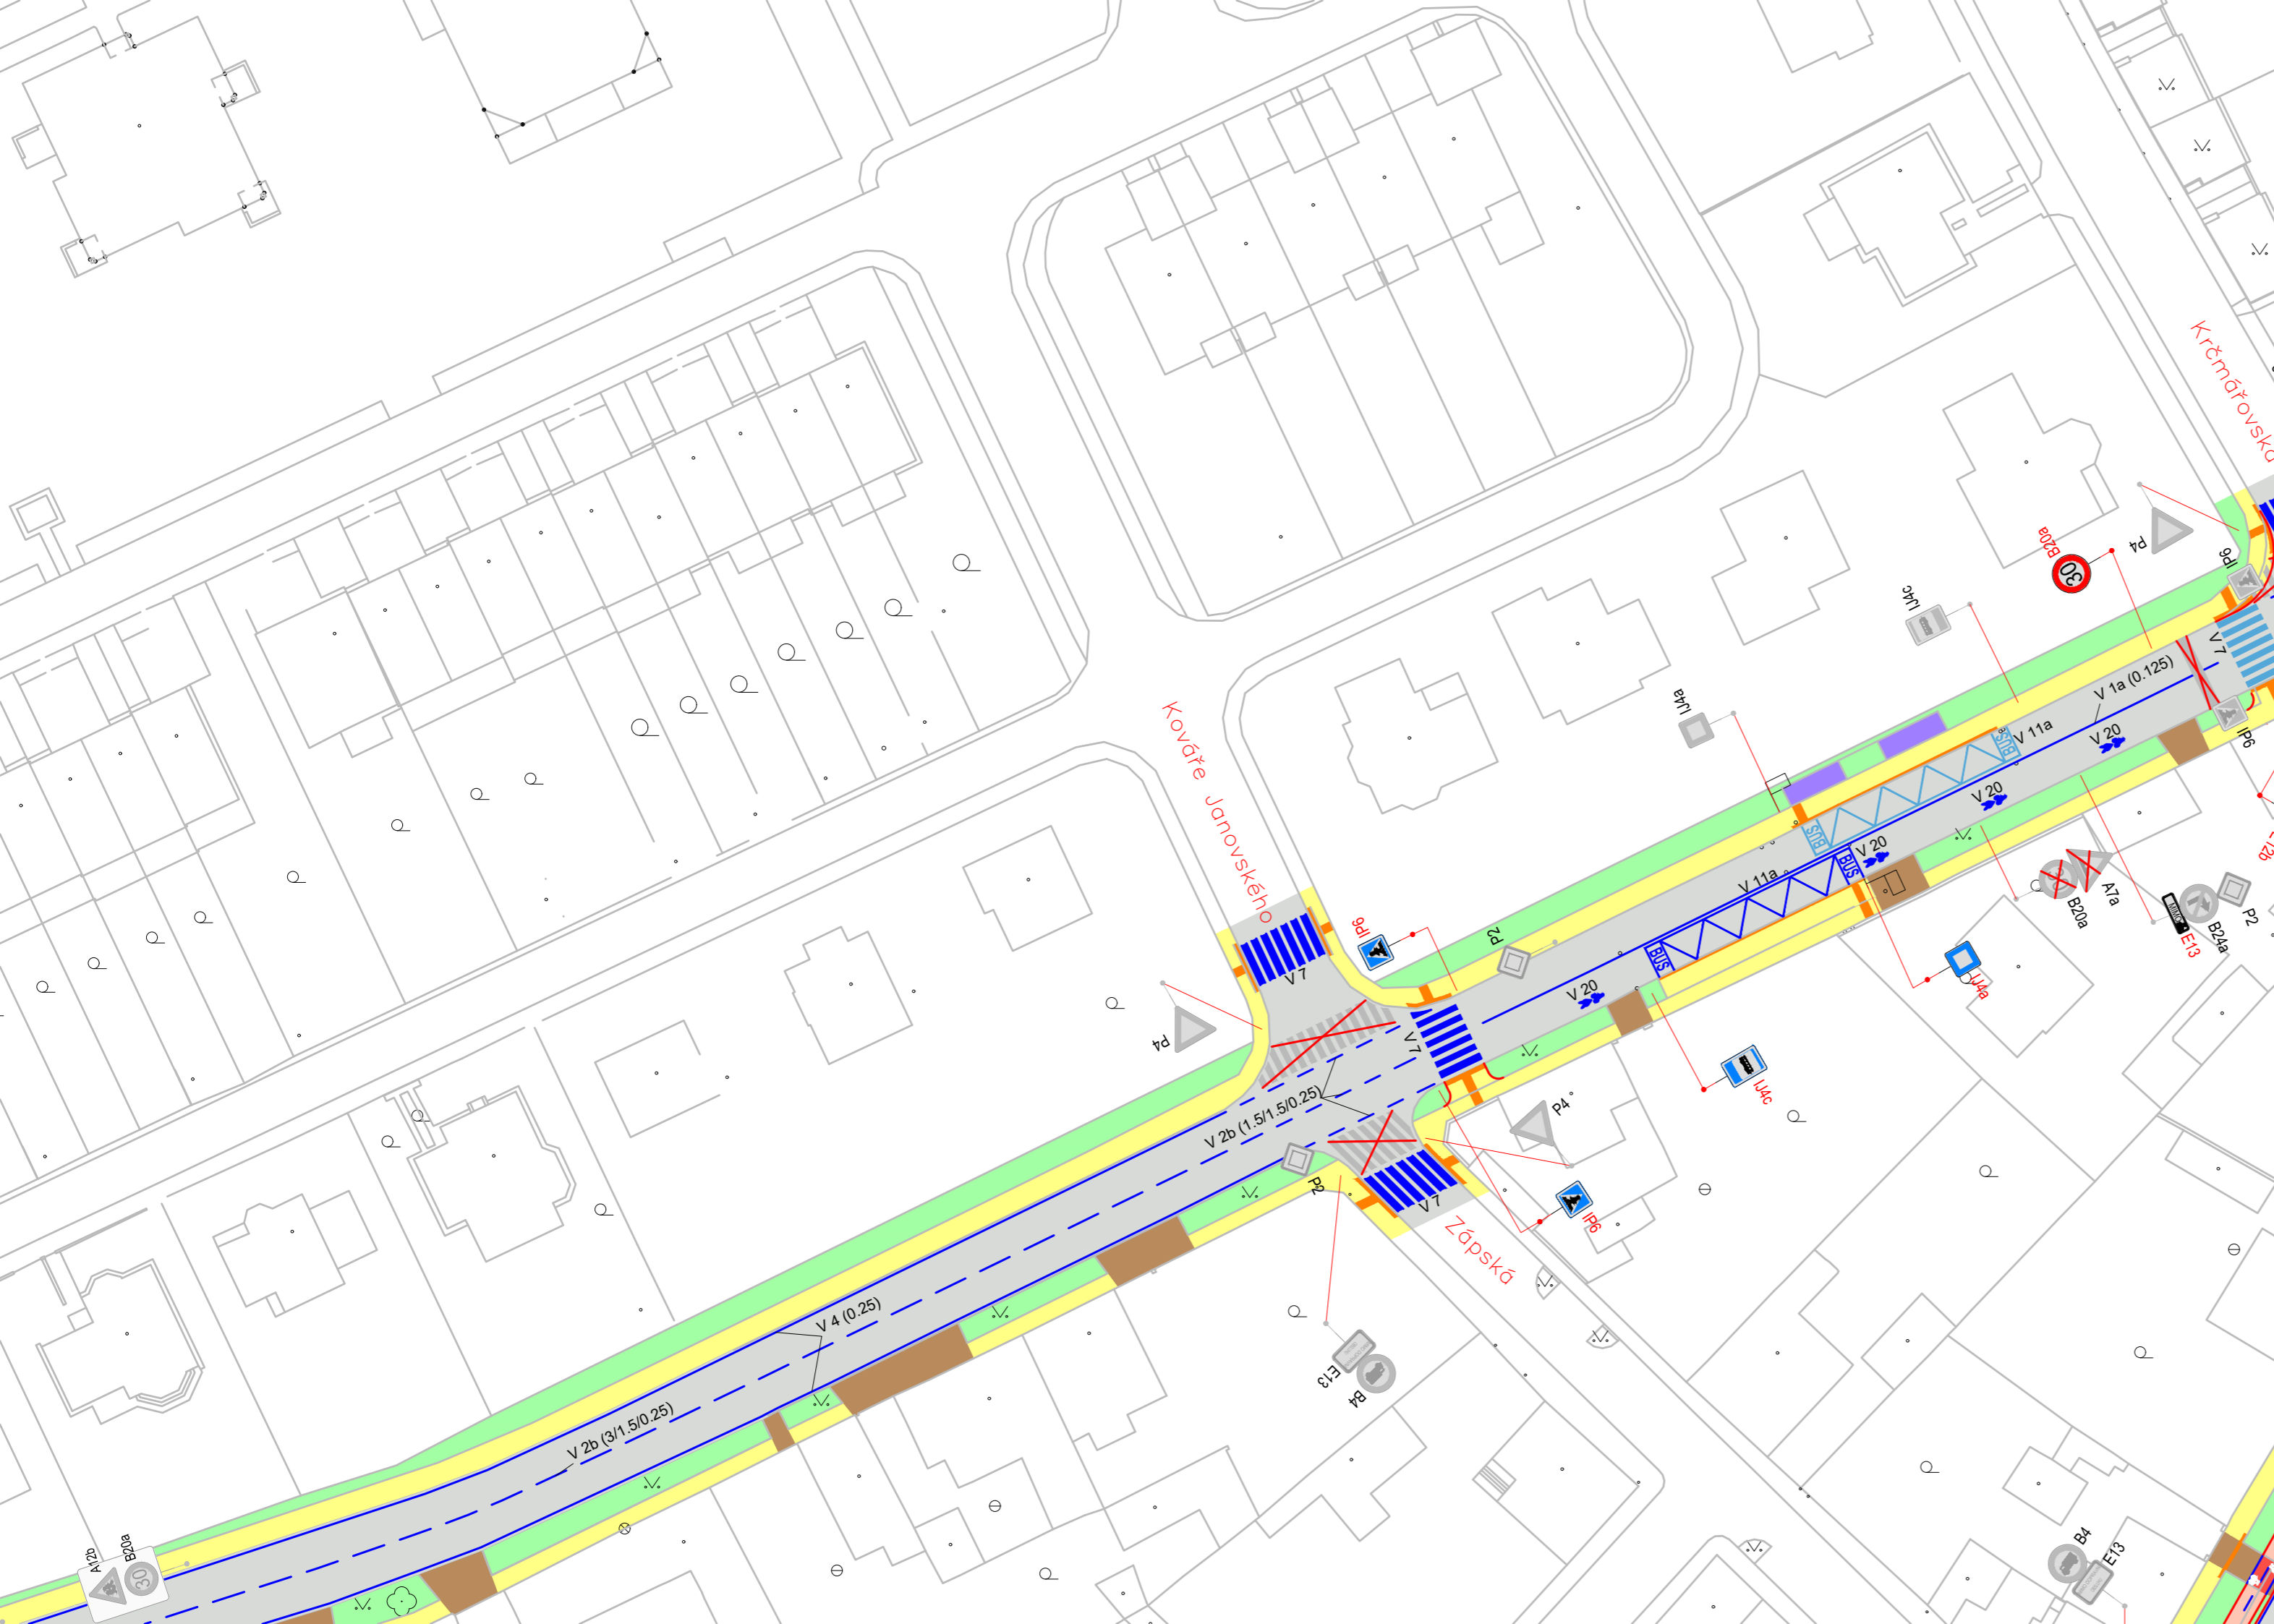 Krčmářovská
P4
B20a
30
IP6
IJ4c
IJ4a
V 7
V 1a (0.125)
V 11a
BUS
V 20
IP6
V 20
BUS
V 20
V 11a
BUS
BUS
V 20
B20a
A7a
E13
B24a
P2
IJ4a
IJ4c
Kováře Janovského
IP6
P2
V 7
V 7
P4
V 2b (1.5/1.5/0.25)
P4
P2
V 7
IP6
Zápská
E13
B4
V 4 (0.25)
V 2b (3/1.5/0.25)
A12b
B20a
30
B4
E13